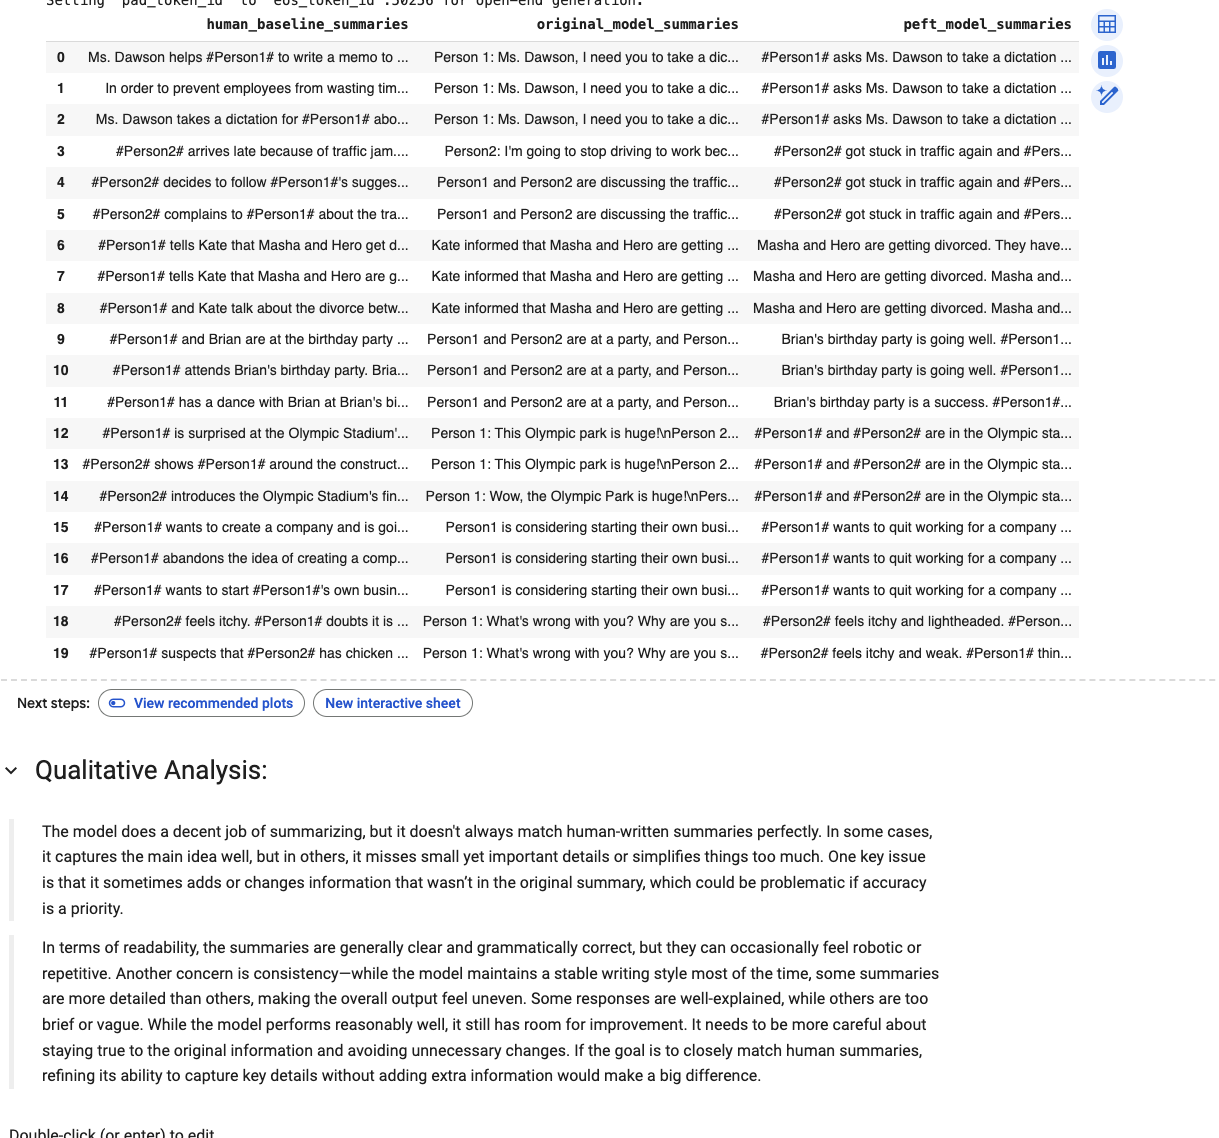 Setting `pad_token_id` to `eos_token_id`:50256 for open-end generation.
human_baseline_summaries original_model_summaries peft_model_summaries
0 Ms. Dawson helps #Person1# to write a memo to ... Person 1: Ms. Dawson, I need you to take a dic... #Person1# asks Ms. Dawson to take a dictation ...
1 In order to prevent employees from wasting tim... Person 1: Ms. Dawson, I need you to take a dic... #Person1# asks Ms. Dawson to take a dictation ...
2 Ms. Dawson takes a dictation for #Person1# abo... Person 1: Ms. Dawson, I need you to take a dic... #Person1# asks Ms. Dawson to take a dictation ...
3 #Person2# arrives late because of traffic jam.... Person2: I'm going to stop driving to work bec... #Person2# got stuck in traffic again and #Pers...
4 #Person2# decides to follow #Person1#'s sugges... Person1 and Person2 are discussing the traffic... #Person2# got stuck in traffic again and #Pers...
5 #Person2# complains to #Person1# about the tra... Person1 and Person2 are discussing the traffic... #Person2# got stuck in traffic again and #Pers...
6 #Person1# tells Kate that Masha and Hero get d... Kate informed that Masha and Hero are getting ... Masha and Hero are getting divorced. They have...
7 #Person1# tells Kate that Masha and Hero are g... Kate informed that Masha and Hero are getting ... Masha and Hero are getting divorced. Masha and...
8 #Person1# and Kate talk about the divorce betw... Kate informed that Masha and Hero are getting ... Masha and Hero are getting divorced. Masha and...
9 #Person1# and Brian are at the birthday party ... Person1 and Person2 are at a party, and Person... Brian's birthday party is going well. #Person1...
10 #Person1# attends Brian's birthday party. Bria... Person1 and Person2 are at a party, and Person... Brian's birthday party is going well. #Person1...
11 #Person1# has a dance with Brian at Brian's bi... Person1 and Person2 are at a party, and Person... Brian's birthday party is a success. #Person1#...
12 #Person1# is surprised at the Olympic Stadium'... Person 1: This Olympic park is huge!\nPerson 2... #Person1# and #Person2# are in the Olympic sta...
13 #Person2# shows #Person1# around the construct... Person 1: This Olympic park is huge!\nPerson 2... #Person1# and #Person2# are in the Olympic sta...
14 #Person2# introduces the Olympic Stadium's fin... Person 1: Wow, the Olympic Park is huge!\nPers... #Person1# and #Person2# are in the Olympic sta...
15 #Person1# wants to create a company and is goi... Person1 is considering starting their own busi... #Person1# wants to quit working for a company ...
16 #Person1# abandons the idea of creating a comp... Person1 is considering starting their own busi... #Person1# wants to quit working for a company ...
17 #Person1# wants to start #Person1#'s own busin... Person1 is considering starting their own busi... #Person1# wants to quit working for a company ...
18 #Person2# feels itchy. #Person1# doubts it is ... Person 1: What's wrong with you? Why are you s... #Person2# feels itchy and lightheaded. #Person...
19 #Person1# suspects that #Person2# has chicken ... Person 1: What's wrong with you? Why are you s... #Person2# feels itchy and weak. #Person1# thin...
Next steps: View recommended plots New interactive sheet
Qualitative Analysis:
The model does a decent job of summarizing, but it doesn't always match human-written summaries perfectly. In some cases,
it captures the main idea well, but in others, it misses small yet important details or simplifies things too much. One key issue
is that it sometimes adds or changes information that wasn’t in the original summary, which could be problematic if accuracy
is a priority.
In terms of readability, the summaries are generally clear and grammatically correct, but they can occasionally feel robotic or
repetitive. Another concern is consistency—while the model maintains a stable writing style most of the time, some summaries
are more detailed than others, making the overall output feel uneven. Some responses are well-explained, while others are too
brief or vague. While the model performs reasonably well, it still has room for improvement. It needs to be more careful about
staying true to the original information and avoiding unnecessary changes. If the goal is to closely match human summaries,
refining its ability to capture key details without adding extra information would make a big difference.
Double-click (or enter) to edit